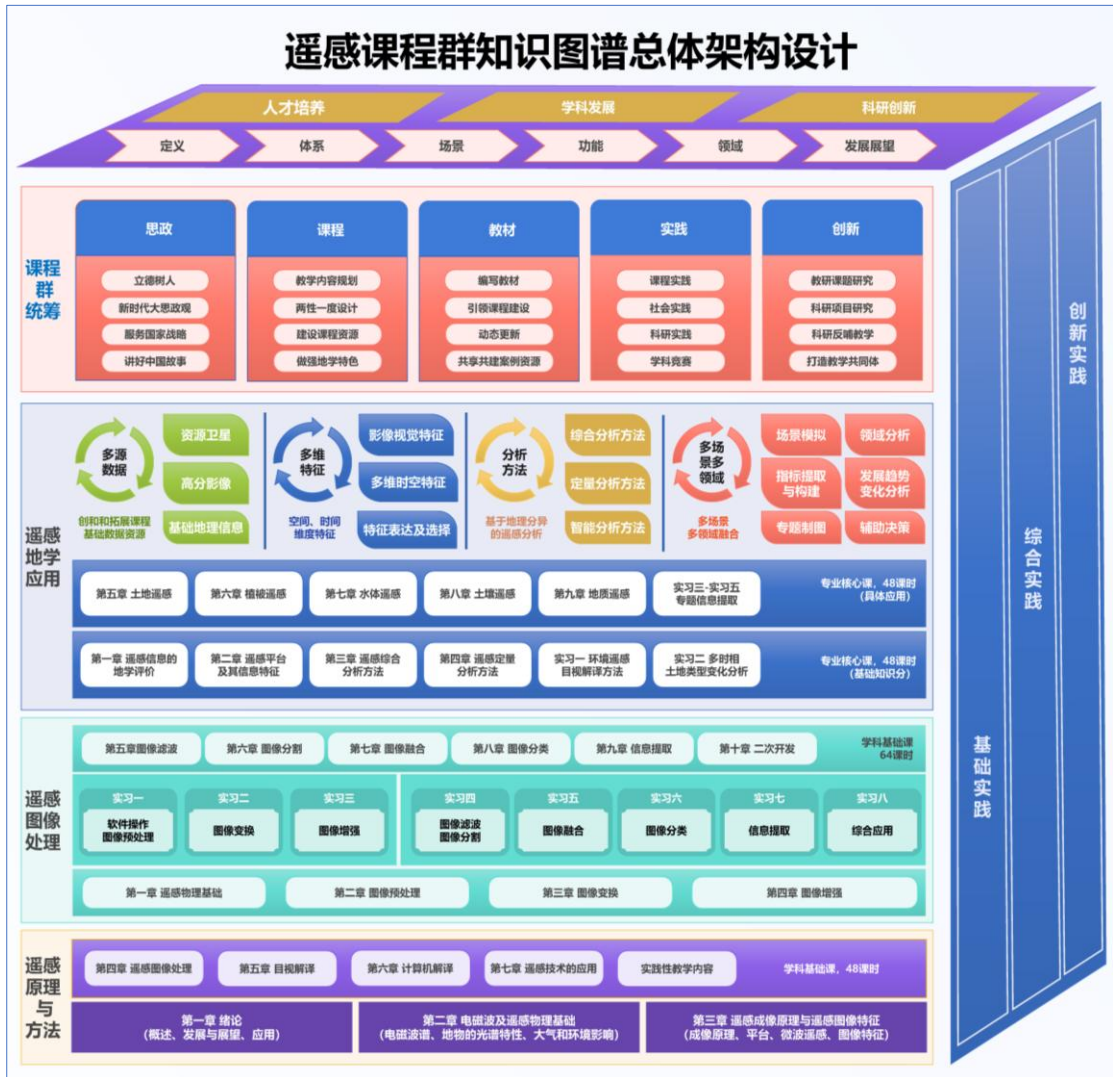 遥感课程群知识图谱总体架构设计
人才培养
学科发展
科研创新
定义
体系
场景
功能
领域
发展展望
课程
群
统筹
思政
立德树人
新时代大思政观
服务国家战略
讲好中国故事
课程
教学内容规划
两性一度设计
建设课程资源
做强地学特色
教材
编写教材
引领课程建设
动态更新
共享共建案例资源
实践
课程实践
社会实践
科研实践
学科竞赛
创新
教研课题研究
科研项目研究
科研反哺教学
打造教学共同体
遥感
地学
应用
多源
数据
创和和拓展课程
基础数据资源
资源卫星
高分影像
基础地理信息
多维
特征
空间、时间
维度特征
影像视觉特征
多维时空特征
特征表达及选择
分析
方法
基于地理分异
的遥感分析
综合分析方法
定量分析方法
智能分析方法
多场
景多
领域
多场景
多领域融合
场景模拟
领域分析
指标提取
与构建
发展趋势
变化分析
专题制图
辅助决策
第五章 土地遥感
第六章 植被遥感
第七章 水体遥感
第八章 土壤遥感
第九章 地质遥感
实习三-实习五
专题信息提取
专业核心课，48课时
(具体应用)
第一章 遥感信息的
地学评价
第二章 遥感平台
及其信息特征
第三章 遥感综合
分析方法
第四章 遥感定量
分析方法
实习一 环境遥感
目视解译方法
实习二 多时相
土地类型变化分析
专业核心课，48课时
(基础知识分)
遥感
图像
处理
第五章图像滤波
第六章 图像分割
第七章 图像融合
第八章 图像分类
第九章 信息提取
第十章 二次开发
学科基础课
64课时
实习一
软件操作
图像预处理
实习二
图像变换
实习三
图像增强
实习四
图像滤波
图像分割
实习五
图像融合
实习六
图像分类
实习七
信息提取
实习八
综合应用
第一章 遥感物理基础
第二章 图像预处理
第三章 图像变换
第四章 图像增强
遥感
原理
与
方法
第四章 遥感图像处理
第五章 目视解译
第六章 计算机解译
第七章 遥感技术的应用
实践性教学内容
学科基础课，48课时
第一章 绪论
(概述、发展与展望、应用)
第二章 电磁波及遥感物理基础
(电磁波谱、地物的光谱特性、大气和环境影响)
第三章 遥感成像原理与遥感图像特征
(成像原理、平台、微波遥感、图像特征)
基础实践
综合实践
创新实践